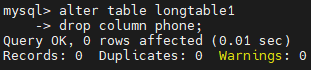 mysql> alter table longtable1
    -> drop column phone;
Query OK, 0 rows affected (0.01 sec)
Records: 0  Duplicates: 0  Warnings: 0